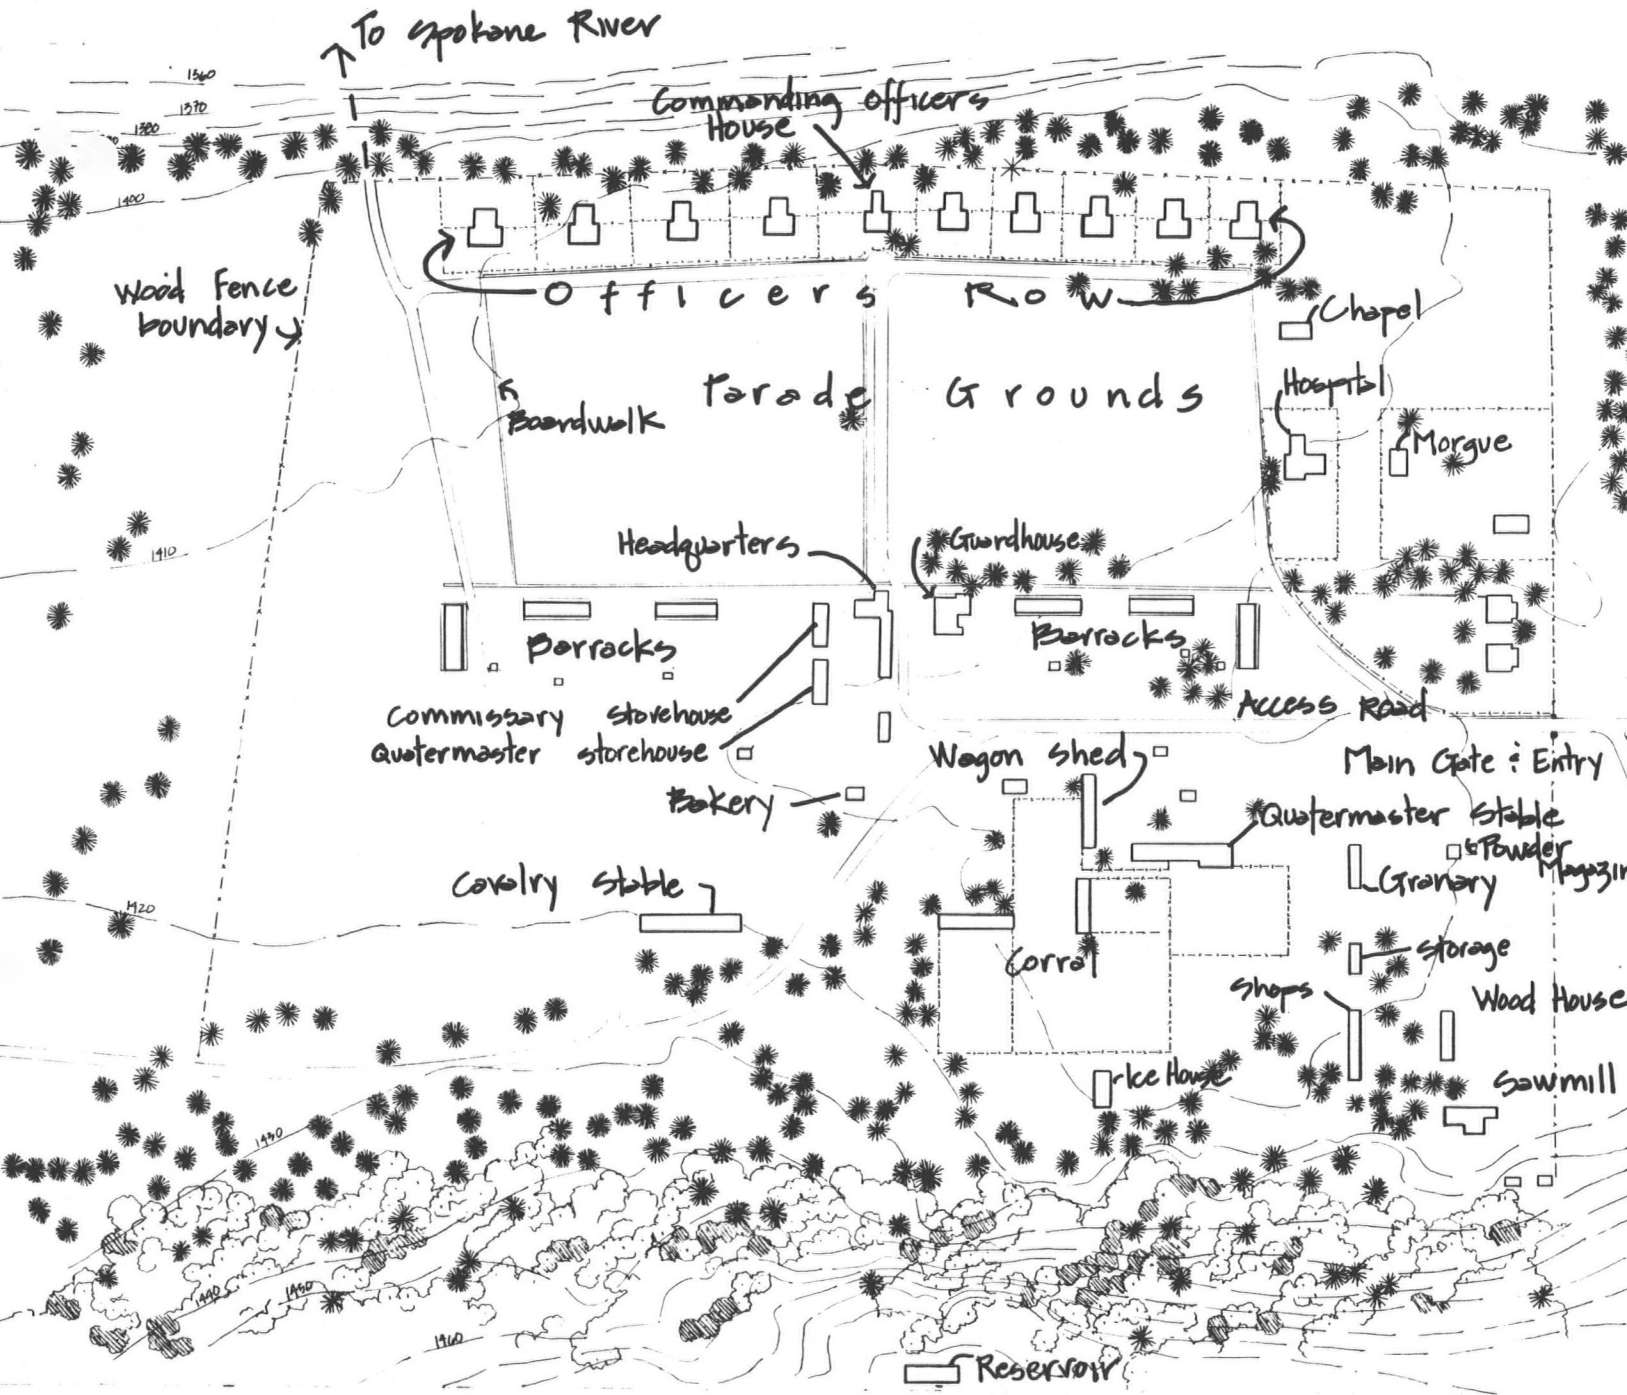 To Spokane River
1360
1370
1380
1400
Commanding Officers
House
Wood Fence
boundary
Officers Row
Chapel
Hospital
Parade Grounds
Boardwalk
Morgue
1410
Headquarters
Guardhouse
Barracks
Barracks
Access Road
Commissary Storehouse
Quatermaster Storehouse
Wagon Shed
Main Gate & Entry
Bakery
Quatermaster Stable
Powder
Magazin
Granary
Cavalry Stable
1420
Corral
Storage
Shops
Wood House
Ice House
Sawmill
1430
1440
1450
1460
Reservoir